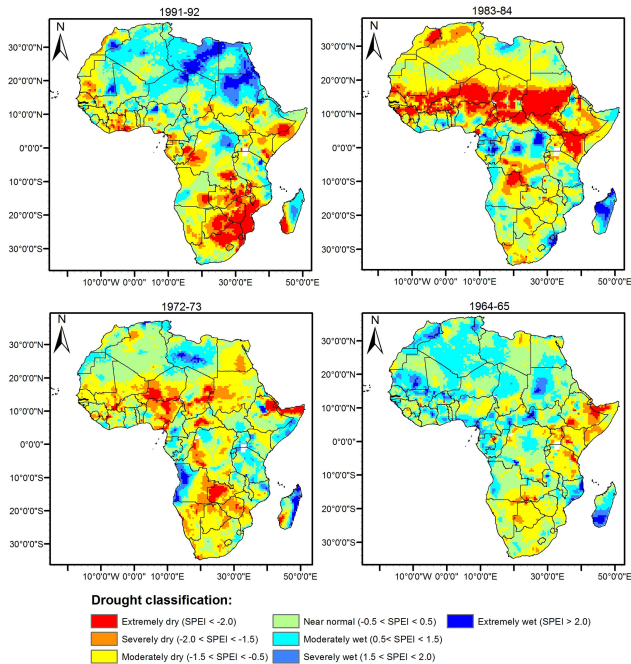 1991-92
1983-84
N
N
30°0'0"N
20°0'0"N
10°0'0"N
0°0'0"
10°0'0"S
20°0'0"S
30°0'0"S
10°0'0"W 0°0'0" 10°0'0"E 30°0'0"E 50°0'0"E
30°0'0"N
20°0'0"N
10°0'0"N
0°0'0"
10°0'0"S
20°0'0"S
30°0'0"S
10°0'0"W 0°0'0" 10°0'0"E 30°0'0"E 50°0'0"E
1972-73
1964-65
N
N
30°0'0"N
20°0'0"N
10°0'0"N
0°0'0"
10°0'0"S
20°0'0"S
30°0'0"S
10°0'0"W 0°0'0" 10°0'0"E 30°0'0"E 50°0'0"E
30°0'0"N
20°0'0"N
10°0'0"N
0°0'0"
10°0'0"S
20°0'0"S
30°0'0"S
10°0'0"W 0°0'0" 10°0'0"E 30°0'0"E 50°0'0"E
Drought classification:
Extremely dry (SPEI < -2.0)
Near normal (-0.5 < SPEI < 0.5)
Extremely wet (SPEI > 2.0)
Severely dry (-2.0 < SPEI < -1.5)
Moderately wet (0.5< SPEI < 1.5)
Moderately dry (-1.5 < SPEI < -0.5)
Severely wet (1.5 < SPEI < 2.0)